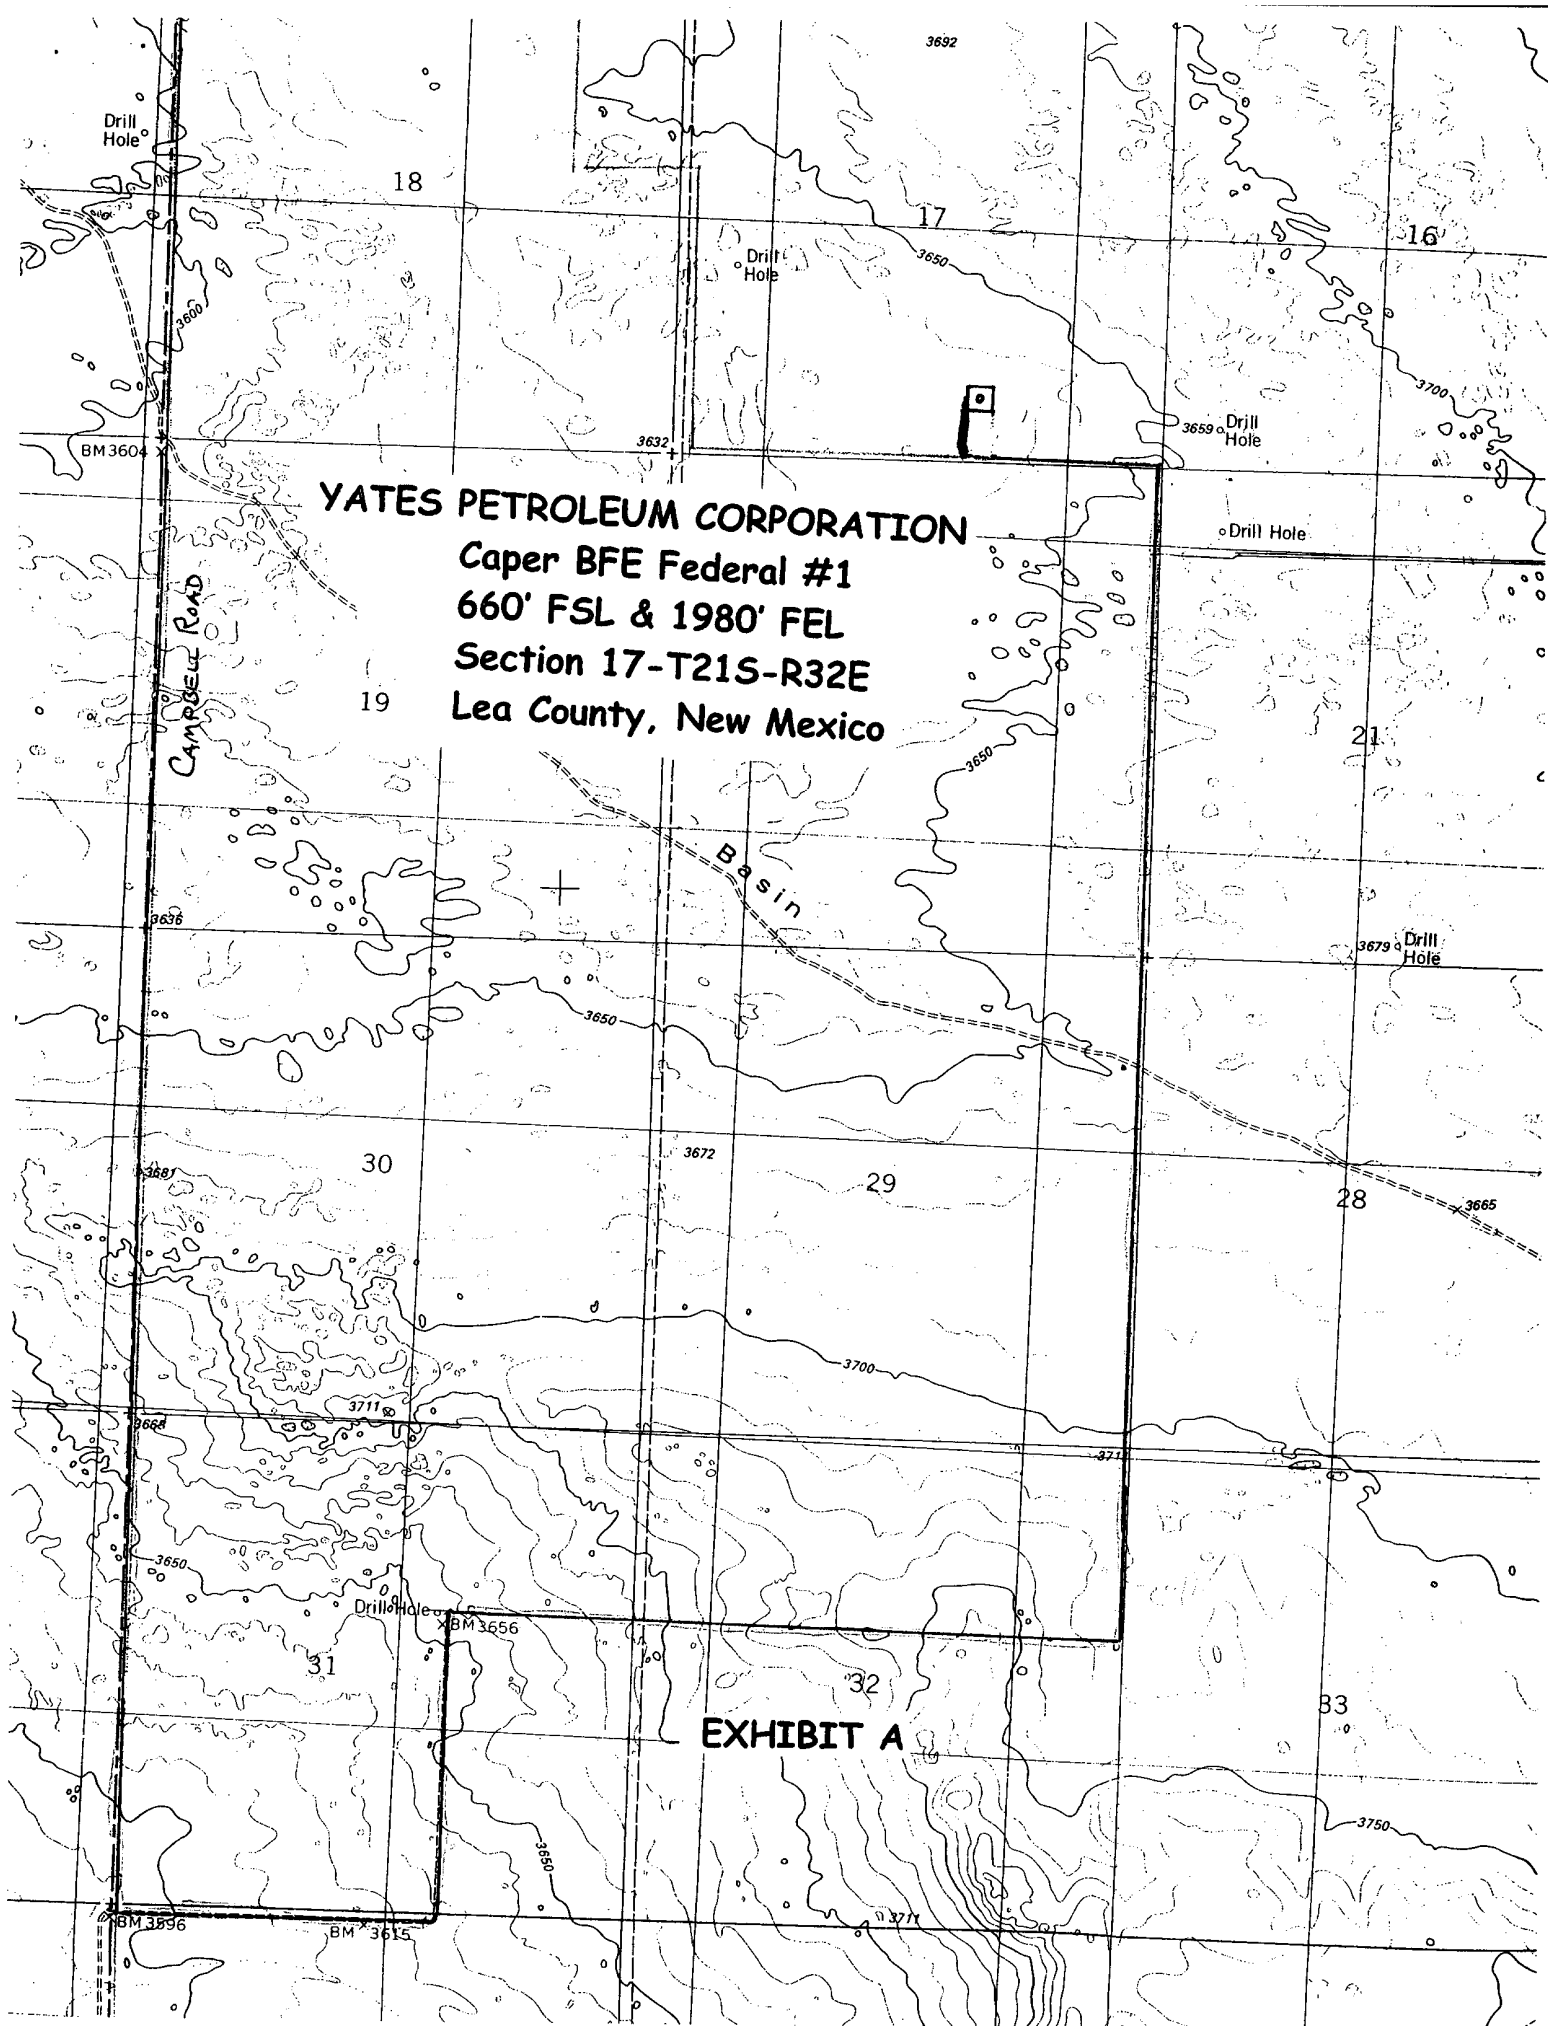 3692
Drill
Hole
18
17
16
Drill
Hole
3650
3600
3700
BM 3604
3632
3659
Drill
Hole
YATES PETROLEUM CORPORATION
Caper BFE Federal #1
660' FSL & 1980' FEL
Section 17-T21S-R32E
Lea County, New Mexico
Drill Hole
CAMPBELL ROAD
19
21
3650
Basin
3636
3679
Drill
Hole
3650
3681
30
3672
29
28
3665
3700
3711
3668
371
3650
Drill Hole
BM 3656
31
32
33
EXHIBIT A
3750
3650
BM 3596
BM 3615
3711